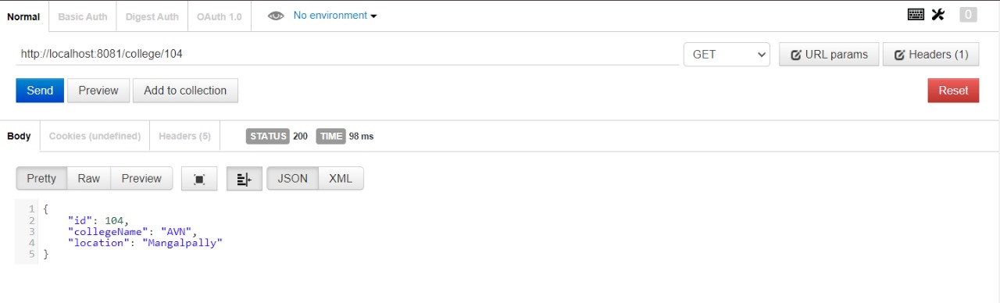 Normal Basic Auth Digest Auth OAuth 1.0 No environment 0
http://localhost:8081/college/104 GET URL params Headers (1)
Send Preview Add to collection Reset
Body Cookies (undefined) Headers (5) STATUS 200 TIME 98 ms
Pretty Raw Preview JSON XML
1 {
2     "id": 104,
3     "collegeName": "AVN",
4     "location": "Mangalpally"
5 }